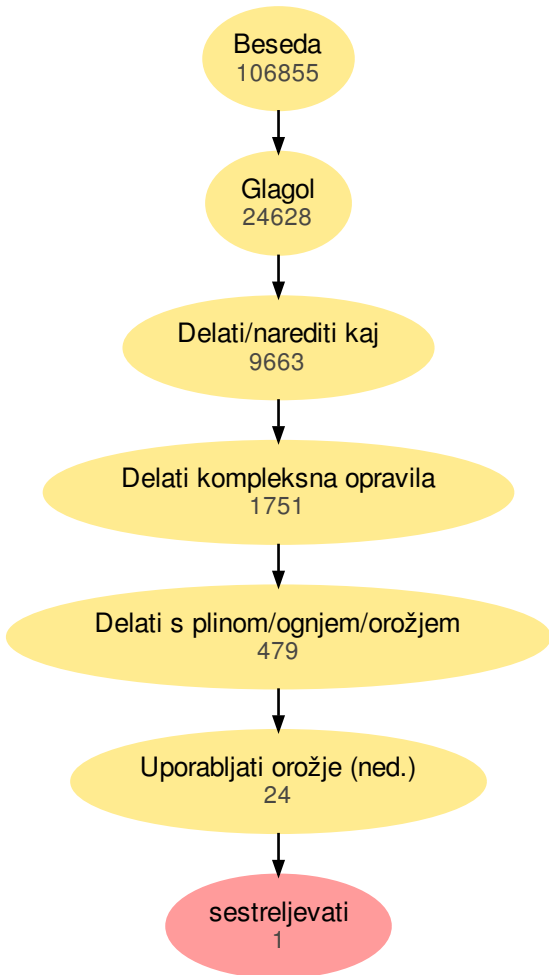 Beseda
106855
Glagol
24628
Delati/narediti kaj
9663
Delati kompleksna opravila
1751
Delati s plinom/ognjem/orožjem
479
Uporabljati orožje (ned.)
24
sestreljevati
1